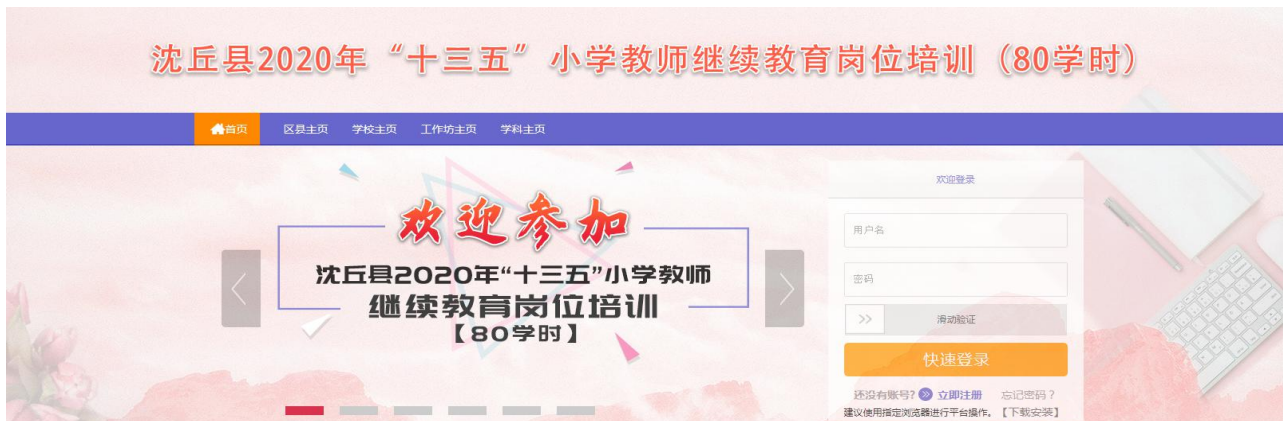 沈丘县2020年“十三五”小学教师继续教育岗位培训（80学时）
首页 区县主页 学校主页 工作坊主页 学科主页
欢迎参加
沈丘县2020年“十三五”小学教师
继续教育岗位培训
【80学时】
欢迎登录
用户名
密码
>> 滑动验证
快速登录
还没有账号? 立即注册 忘记密码？
建议使用指定浏览器进行平台操作。【下载安装】